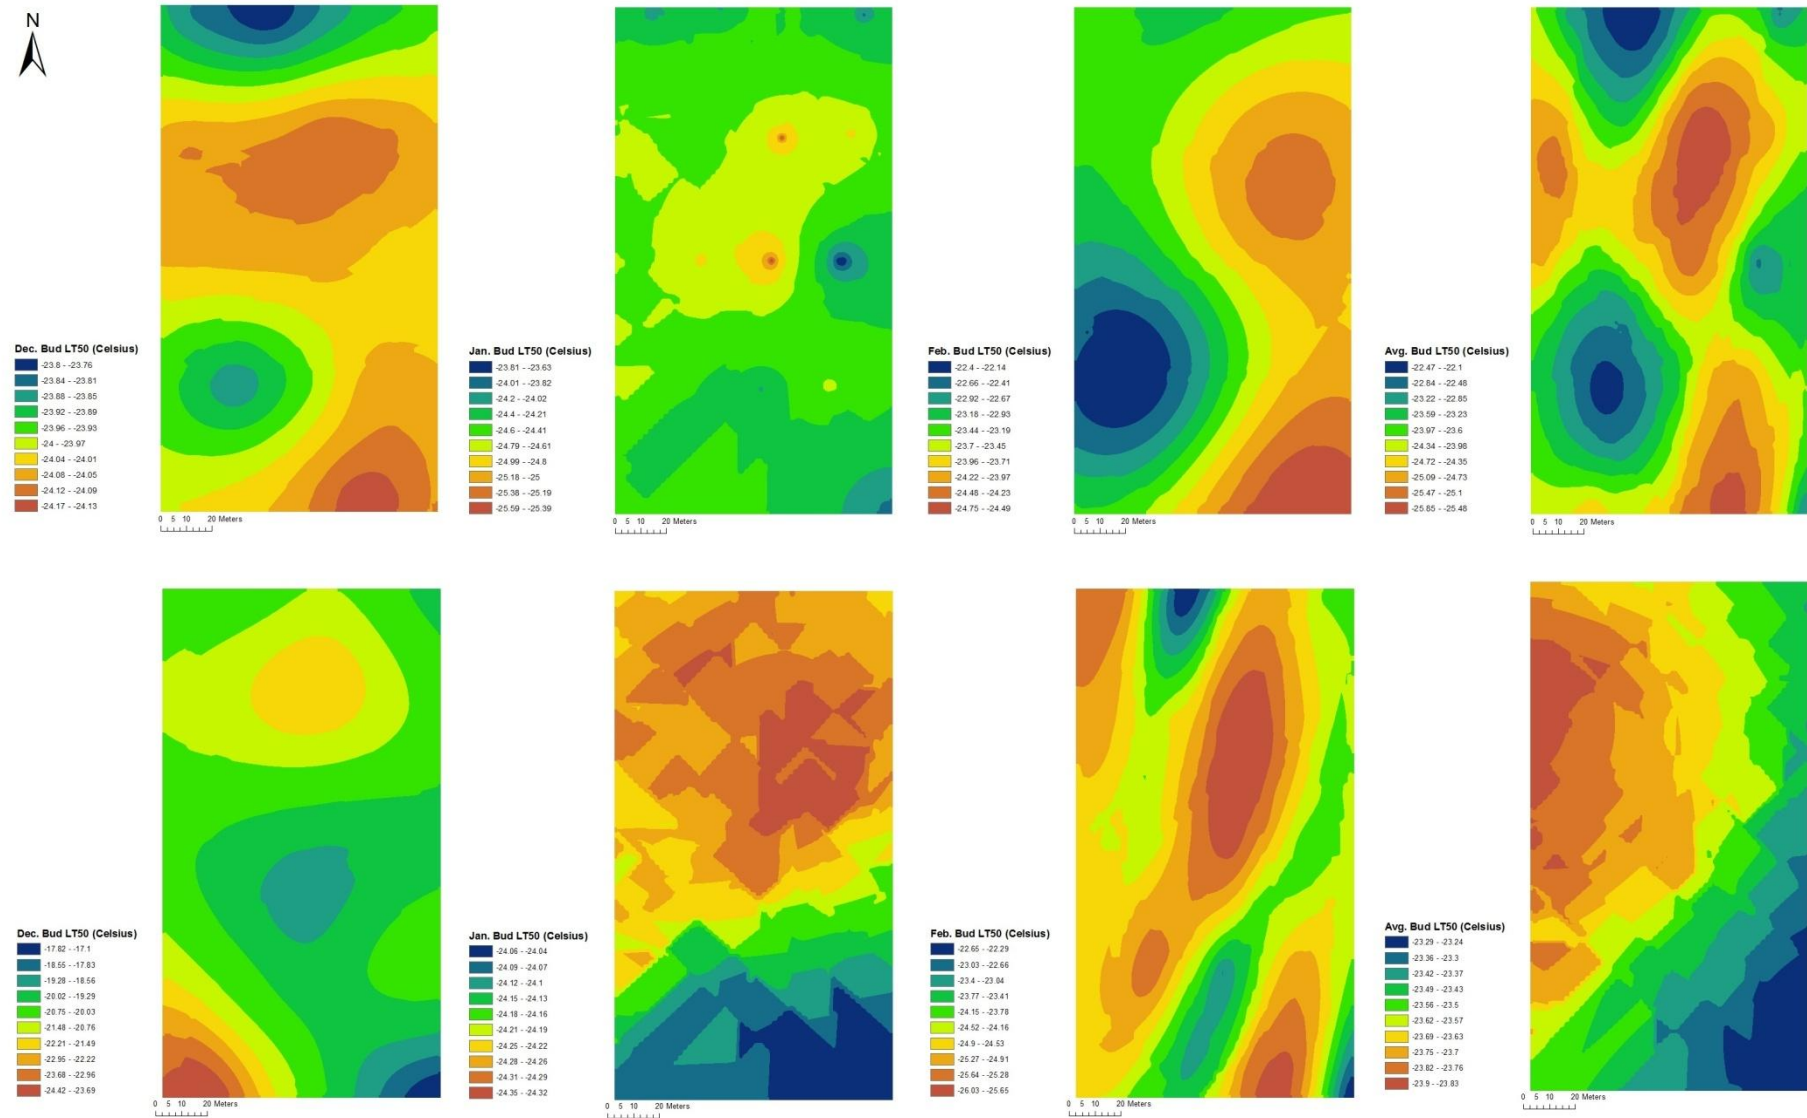 N
Dec. Bud LT50 (Celsius)
-23.8 - -23.76
-23.84 - -23.81
-23.88 - -23.85
-23.92 - -23.89
-23.96 - -23.93
-24 - -23.97
-24.04 - -24.01
-24.08 - -24.05
-24.12 - -24.09
-24.17 - -24.13
0 5 10 20 Meters
Jan. Bud LT50 (Celsius)
-23.81 - -23.63
-24.01 - -23.82
-24.2 - -24.02
-24.4 - -24.21
-24.6 - -24.41
-24.79 - -24.61
-24.99 - -24.8
-25.18 - -25
-25.38 - -25.19
-25.59 - -25.39
0 5 10 20 Meters
Feb. Bud LT50 (Celsius)
-22.4 - -22.14
-22.66 - -22.41
-22.92 - -22.67
-23.18 - -22.93
-23.44 - -23.19
-23.7 - -23.45
-23.96 - -23.71
-24.22 - -23.97
-24.48 - -24.23
-24.75 - -24.49
0 5 10 20 Meters
Avg. Bud LT50 (Celsius)
-22.47 - -22.1
-22.84 - -22.48
-23.22 - -22.85
-23.59 - -23.23
-23.97 - -23.6
-24.34 - -23.98
-24.72 - -24.35
-25.09 - -24.73
-25.47 - -25.1
-25.85 - -25.48
0 5 10 20 Meters
Dec. Bud LT50 (Celsius)
-17.82 - -17.1
-18.55 - -17.83
-19.28 - -18.56
-20.02 - -19.29
-20.75 - -20.03
-21.48 - -20.76
-22.21 - -21.49
-22.95 - -22.22
-23.68 - -22.96
-24.42 - -23.69
0 5 10 20 Meters
Jan. Bud LT50 (Celsius)
-24.06 - -24.04
-24.09 - -24.07
-24.12 - -24.1
-24.15 - -24.13
-24.18 - -24.16
-24.21 - -24.19
-24.25 - -24.22
-24.28 - -24.26
-24.31 - -24.29
-24.35 - -24.32
0 5 10 20 Meters
Feb. Bud LT50 (Celsius)
-22.65 - -22.29
-23.03 - -22.66
-23.4 - -23.04
-23.77 - -23.41
-24.15 - -23.78
-24.52 - -24.16
-24.9 - -24.53
-25.27 - -24.91
-25.64 - -25.28
-26.03 - -25.65
0 5 10 20 Meters
Avg. Bud LT50 (Celsius)
-23.29 - -23.24
-23.36 - -23.3
-23.42 - -23.37
-23.49 - -23.43
-23.56 - -23.5
-23.62 - -23.57
-23.69 - -23.63
-23.75 - -23.7
-23.82 - -23.76
-23.9 - -23.83
0 5 10 20 Meters